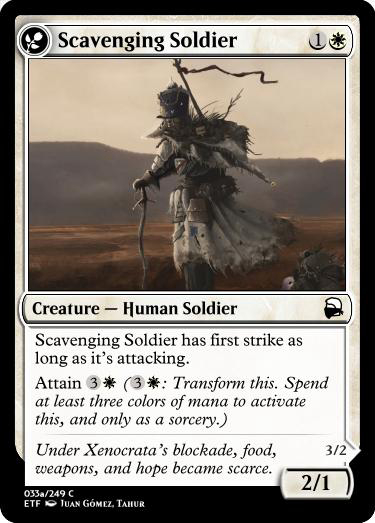 Scavenging Soldier 1
Creature — Human Soldier
Scavenging Soldier has first strike as
long as it's attacking.
Attain 3 (3: Transform this. Spend
at least three colors of mana to activate
this, and only as a sorcery.)
Under Xenocrata's blockade, food,
weapons, and hope became scarce.
3/2
2/1
033a/249 C
ETF Juan Gómez, Tahur